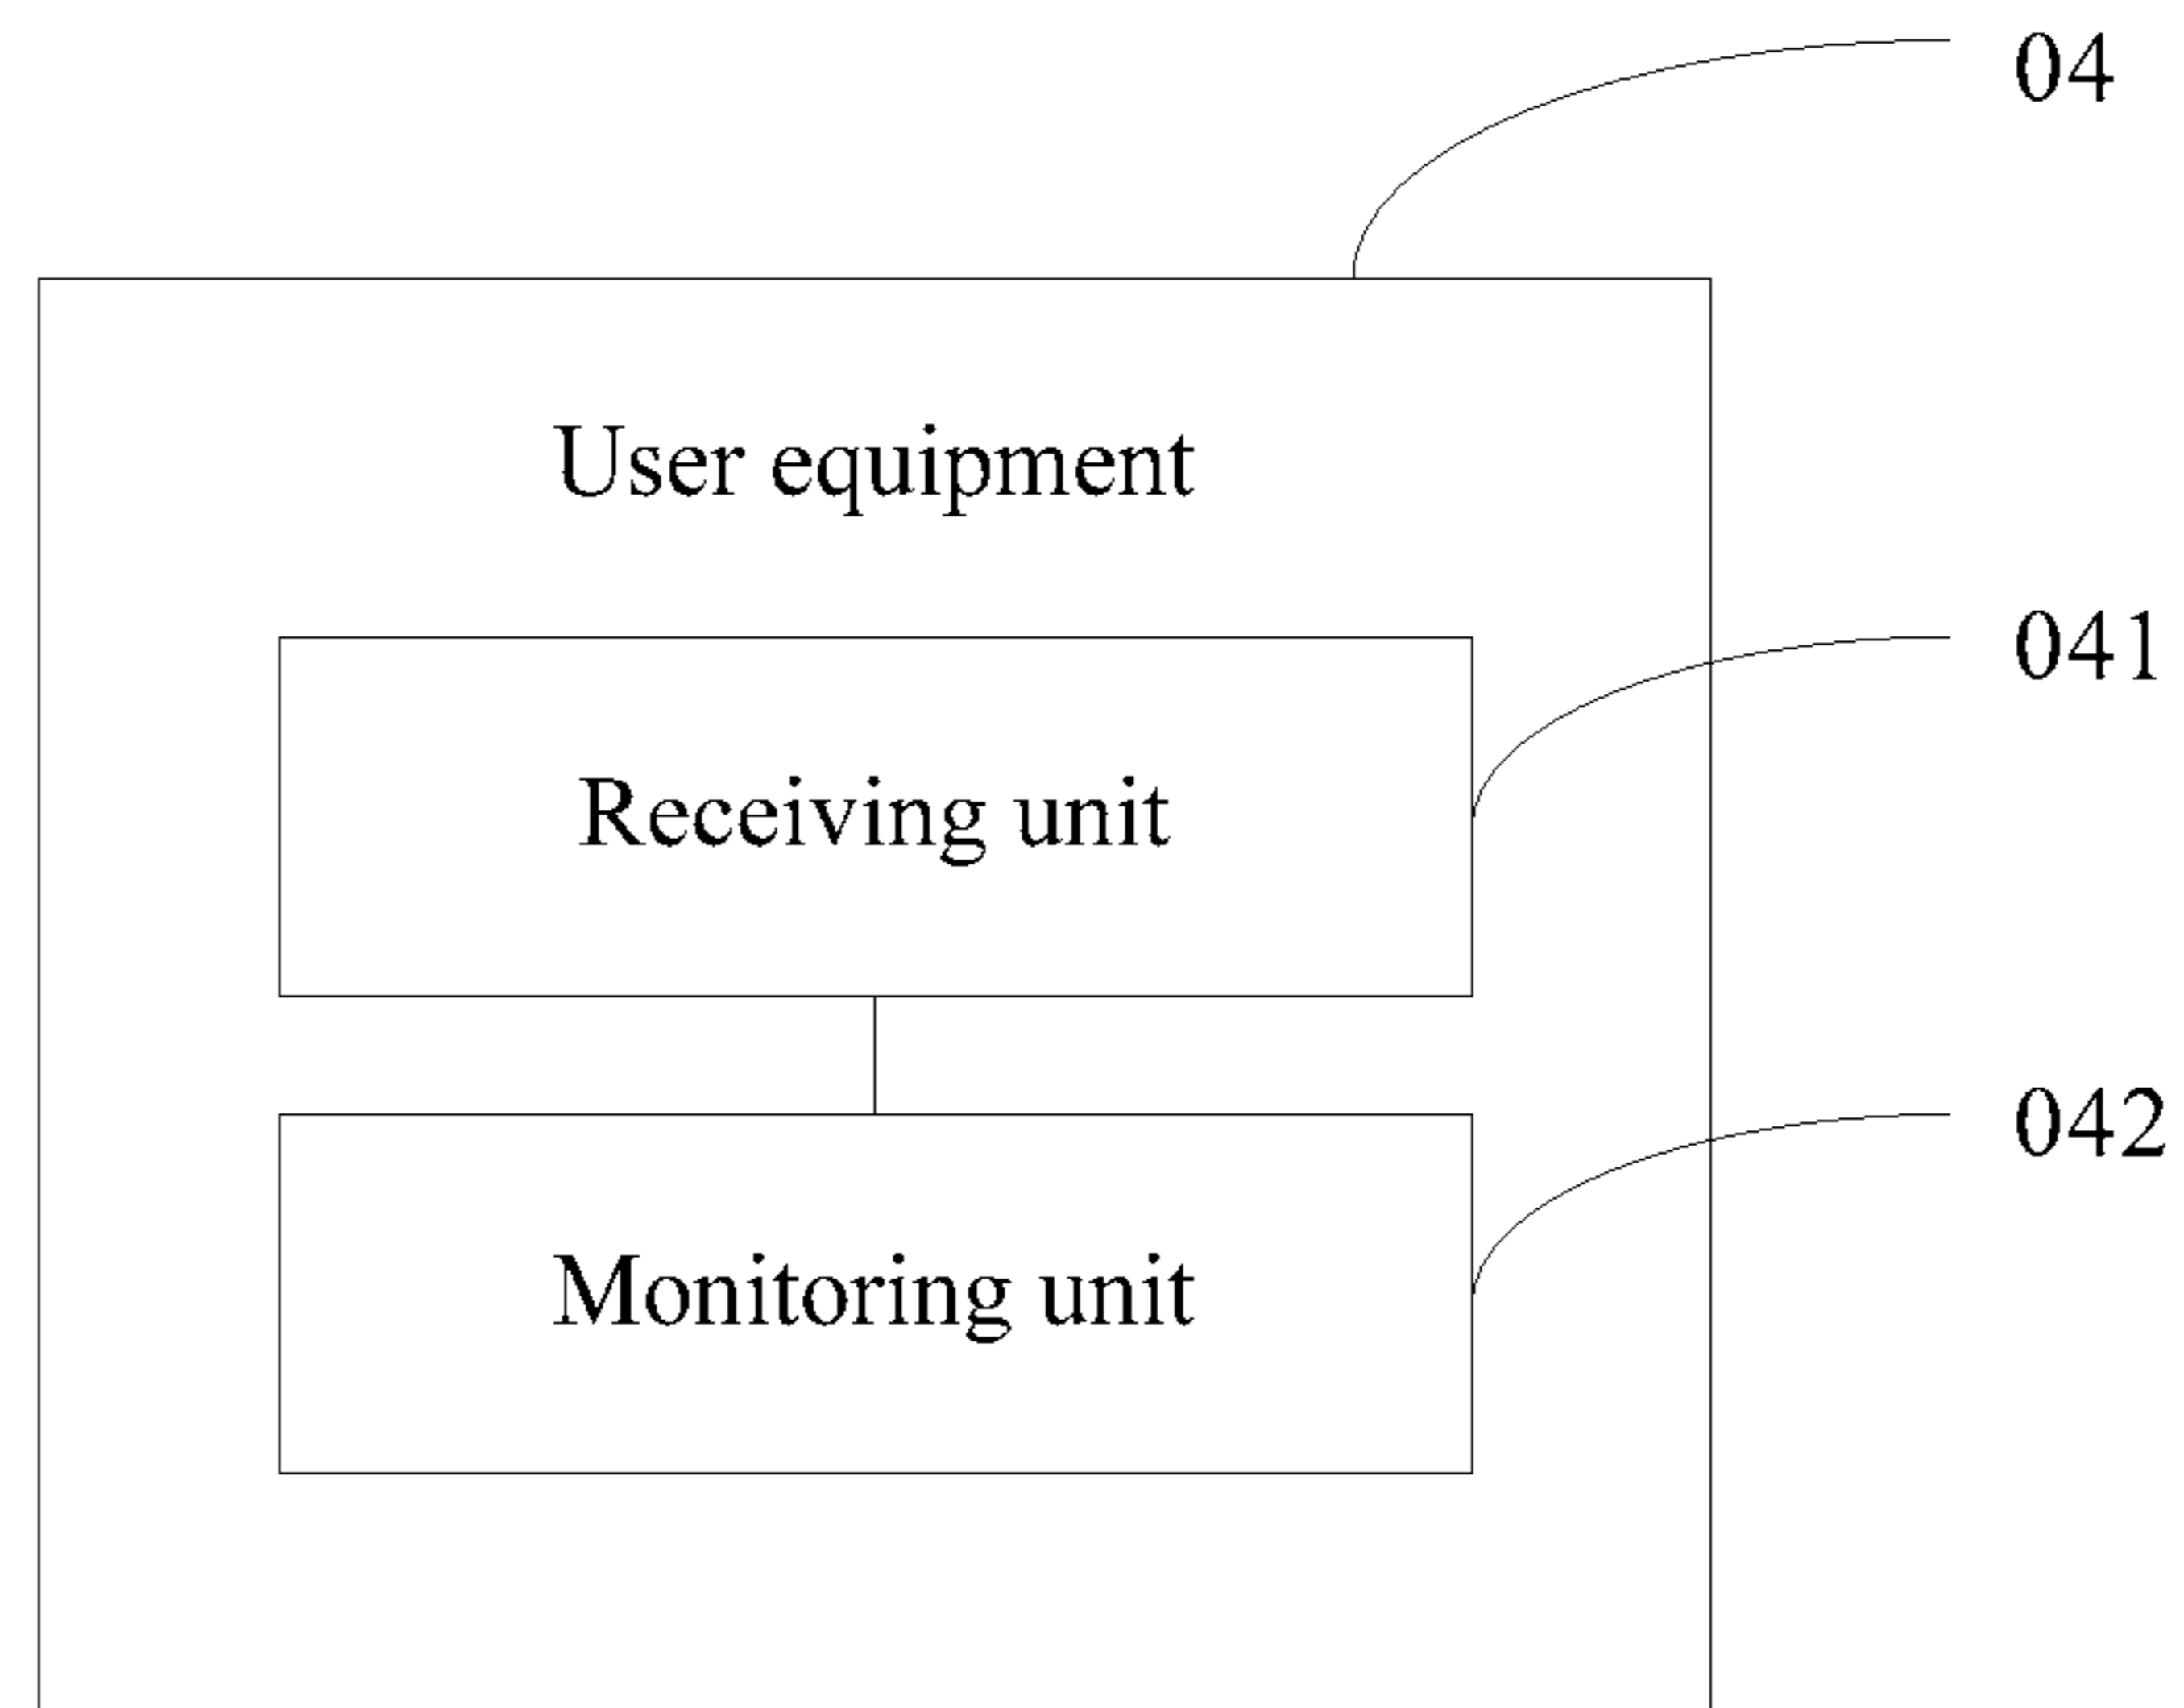 04
User equipment
041
Receiving unit
042
Monitoring unit